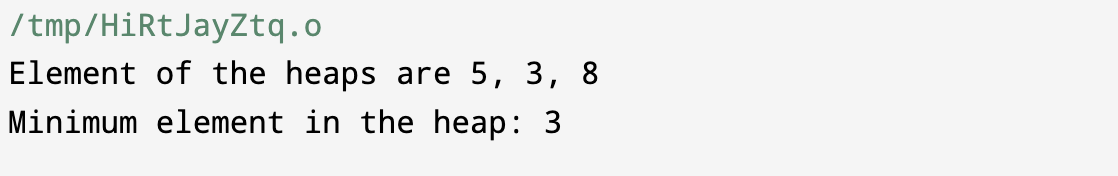 /tmp/HiRtJayZtq.o
Element of the heaps are 5, 3, 8
Minimum element in the heap: 3